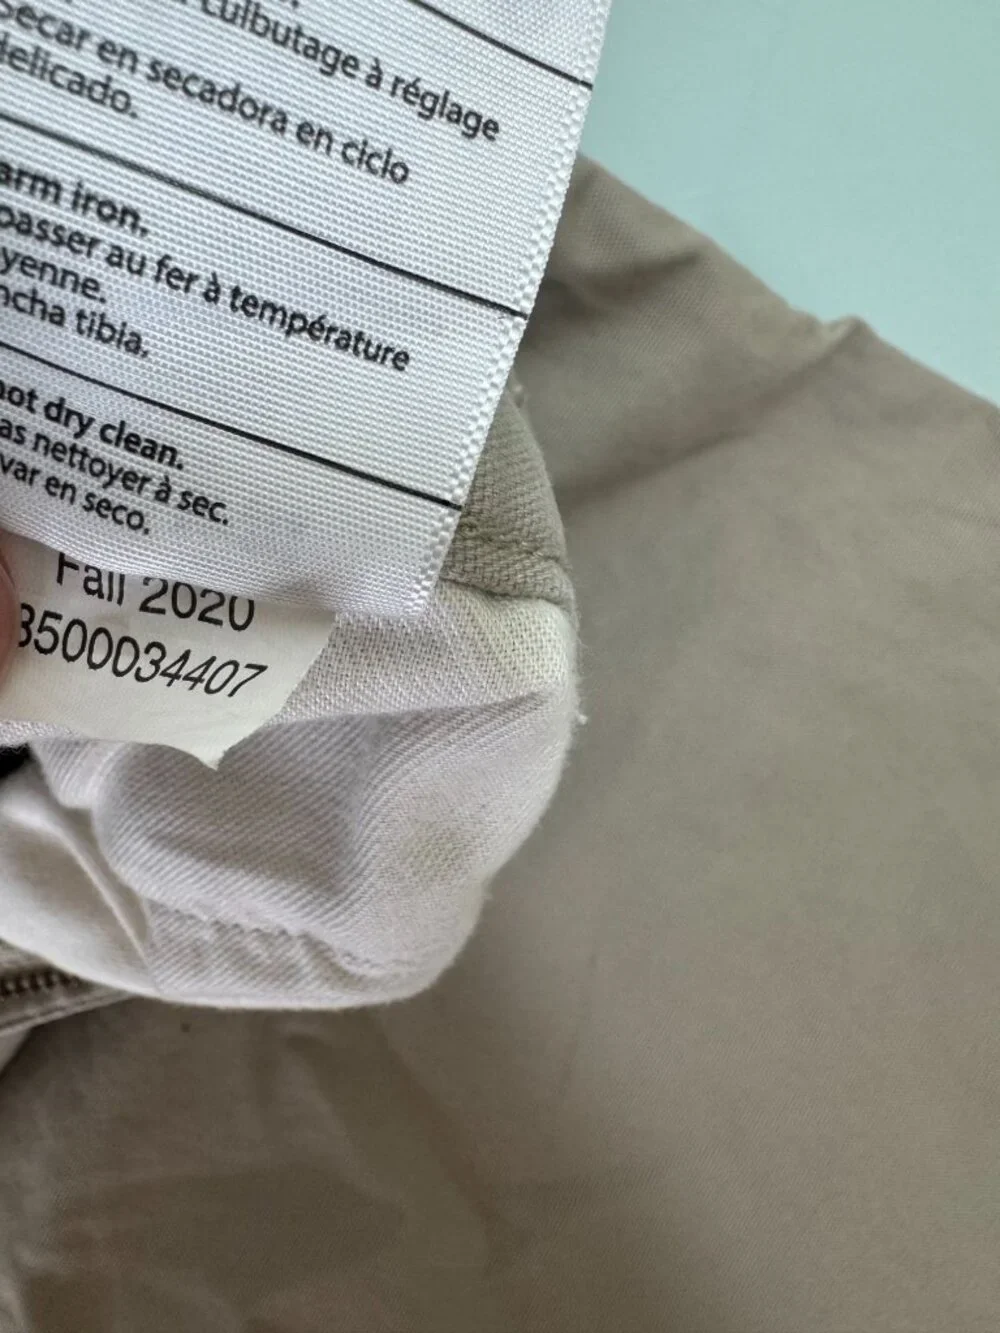 culbutage à réglage
secar en secadora en ciclo
delicado.
arm iron.
passer au fer à température
yenne.
ncha tibia.
not dry clean.
as nettoyer à sec.
var en seco.
Fall 2020
3500D34407